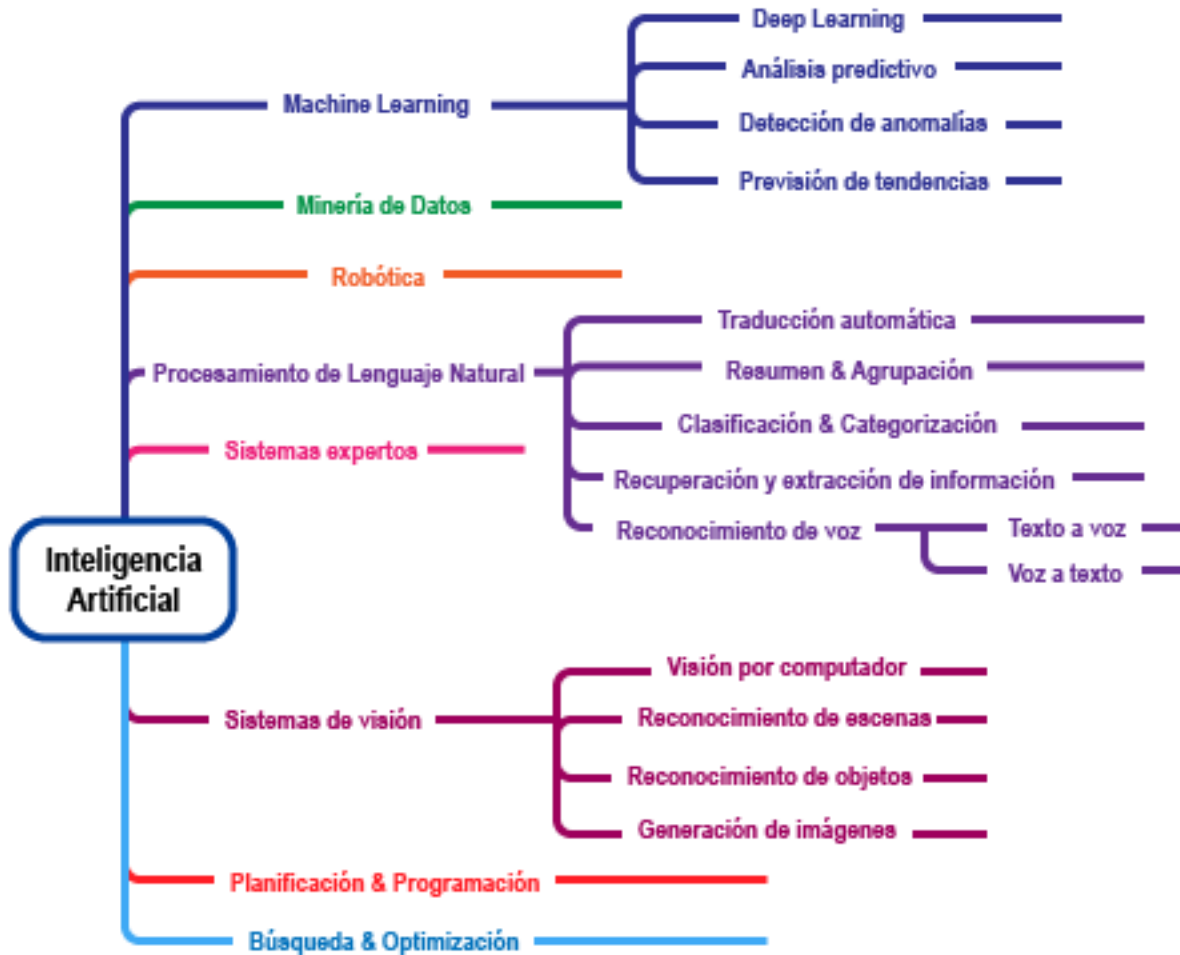 Deep Learning
Análisis predictivo
Machine Learning
Detección de anomalías
Previsión de tendencias
Minería de Datos
Robótica
Traducción automática
Procesamiento de Lenguaje Natural
Resumen & Agrupación
Clasificación & Categorización
Sistemas expertos
Recuperación y extracción de información
Reconocimiento de voz
Texto a voz
Voz a texto
Inteligencia
Artificial
Visión por computador
Sistemas de visión
Reconocimiento de escenas
Reconocimiento de objetos
Generación de imágenes
Planificación & Programación
Búsqueda & Optimización